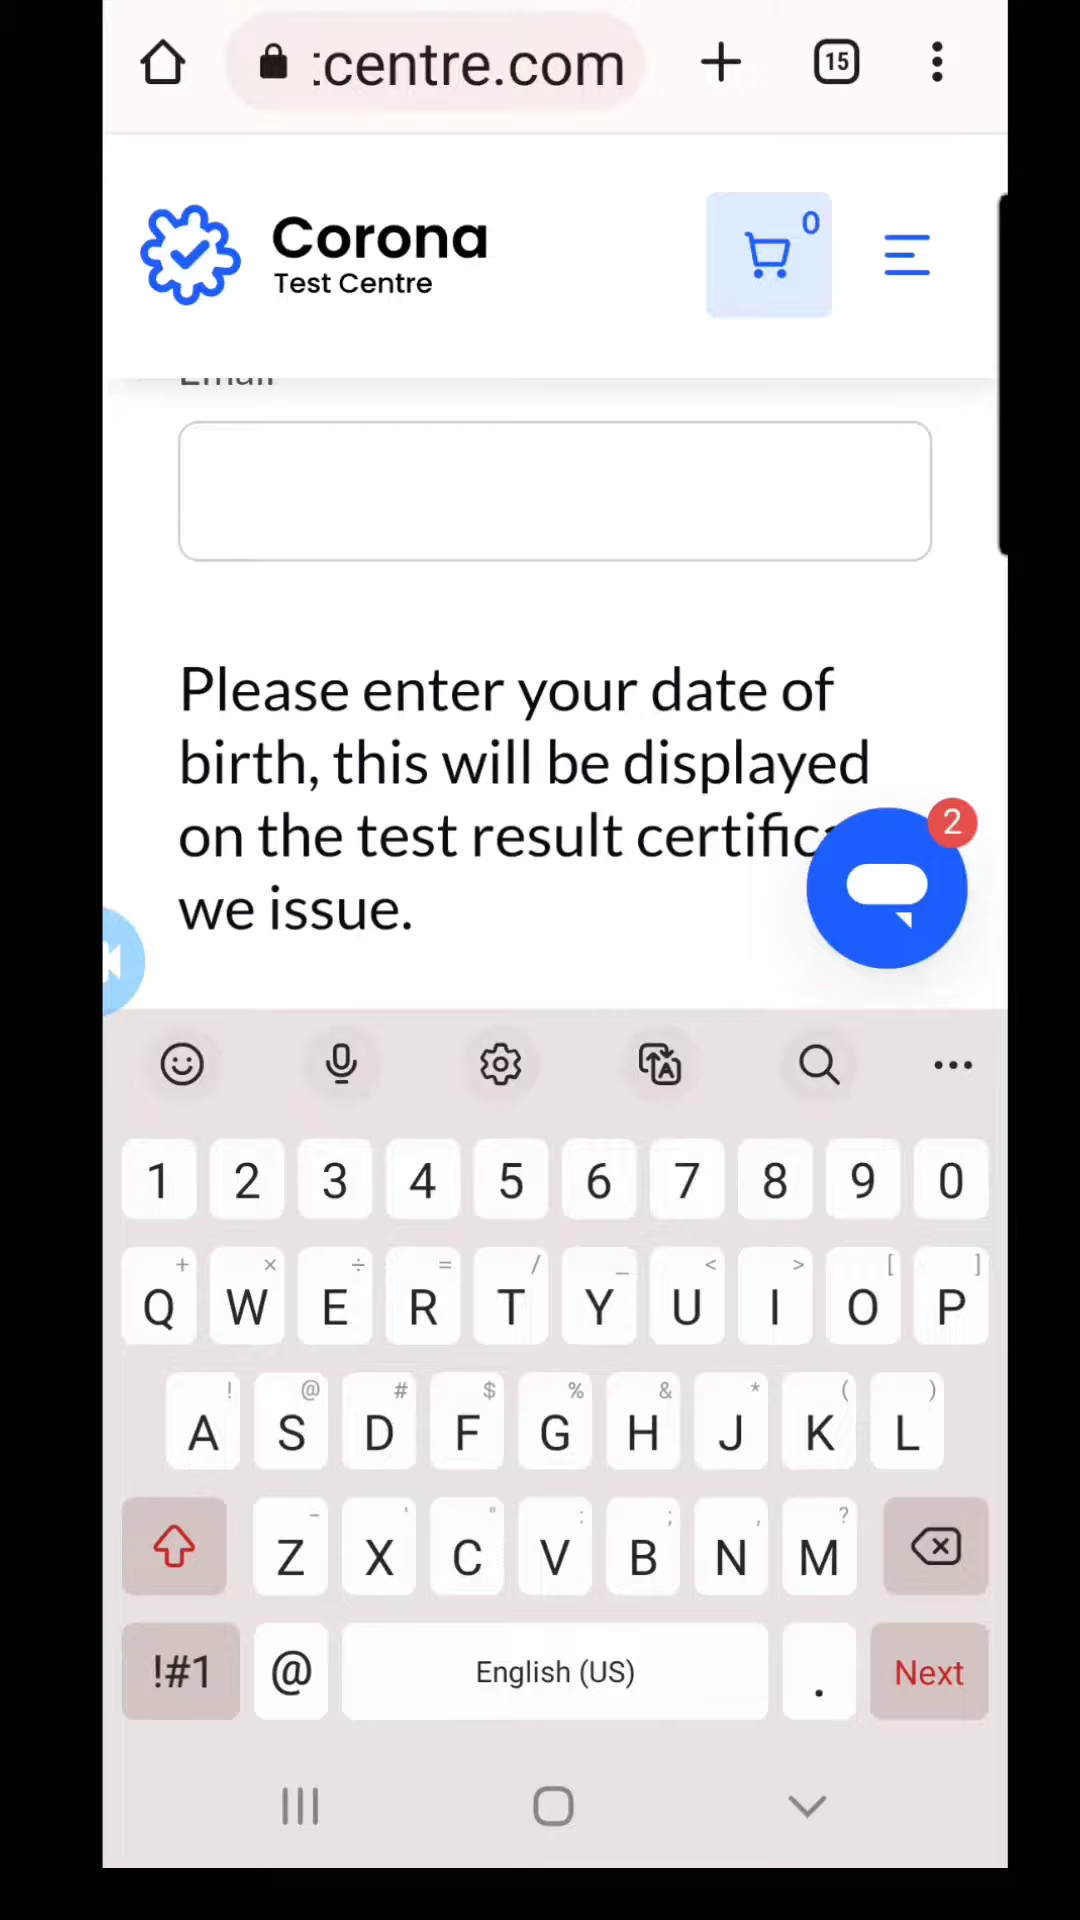 :centre.com
15
Corona
Test Centre
0
Email
Please enter your date of
birth, this will be displayed
on the test result
we issue.
2
1 2 3 4 5 6 7 8 9 0
+ × ÷ = / _ < > [ ]
Q W E R T Y U I O P
! @ # $ % & * ( )
A S D F G H J K L
- ' " : ; , ?
Z X C V B N M
!#1 @ English (US) . Next